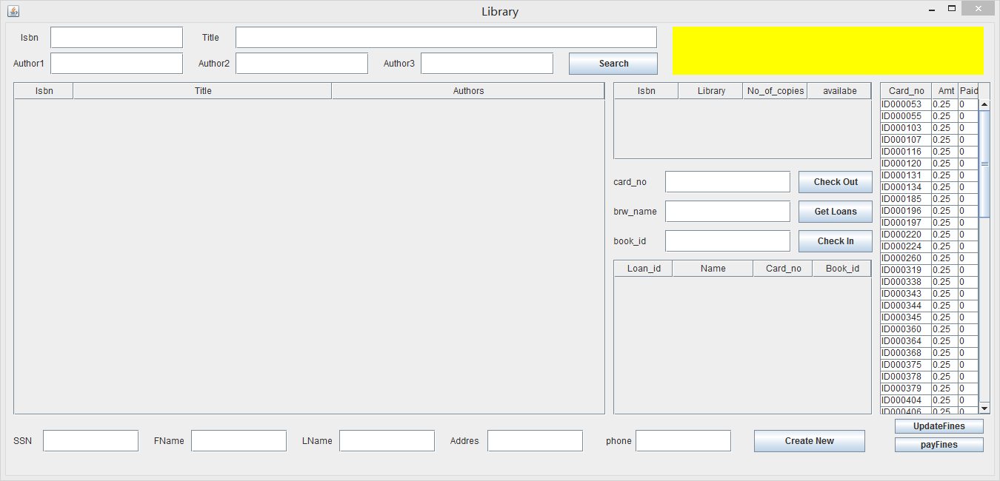 Library
Isbn Title
Author1 Author2 Author3 Search
Isbn Title Authors
Isbn Library No_of_copies availabe
card_no Check Out
brw_name Get Loans
book_id Check In
Loan_id Name Card_no Book_id
Card_no Amt Paid
ID000053 0.25 0
ID000055 0.25 0
ID000103 0.25 0
ID000107 0.25 0
ID000116 0.25 0
ID000120 0.25 0
ID000131 0.25 0
ID000134 0.25 0
ID000185 0.25 0
ID000196 0.25 0
ID000197 0.25 0
ID000220 0.25 0
ID000224 0.25 0
ID000260 0.25 0
ID000319 0.25 0
ID000338 0.25 0
ID000343 0.25 0
ID000344 0.25 0
ID000345 0.25 0
ID000360 0.25 0
ID000364 0.25 0
ID000368 0.25 0
ID000375 0.25 0
ID000378 0.25 0
ID000379 0.25 0
ID000404 0.25 0
ID000406 0.25 0
SSN FName LName Addres phone Create New
UpdateFines
payFines